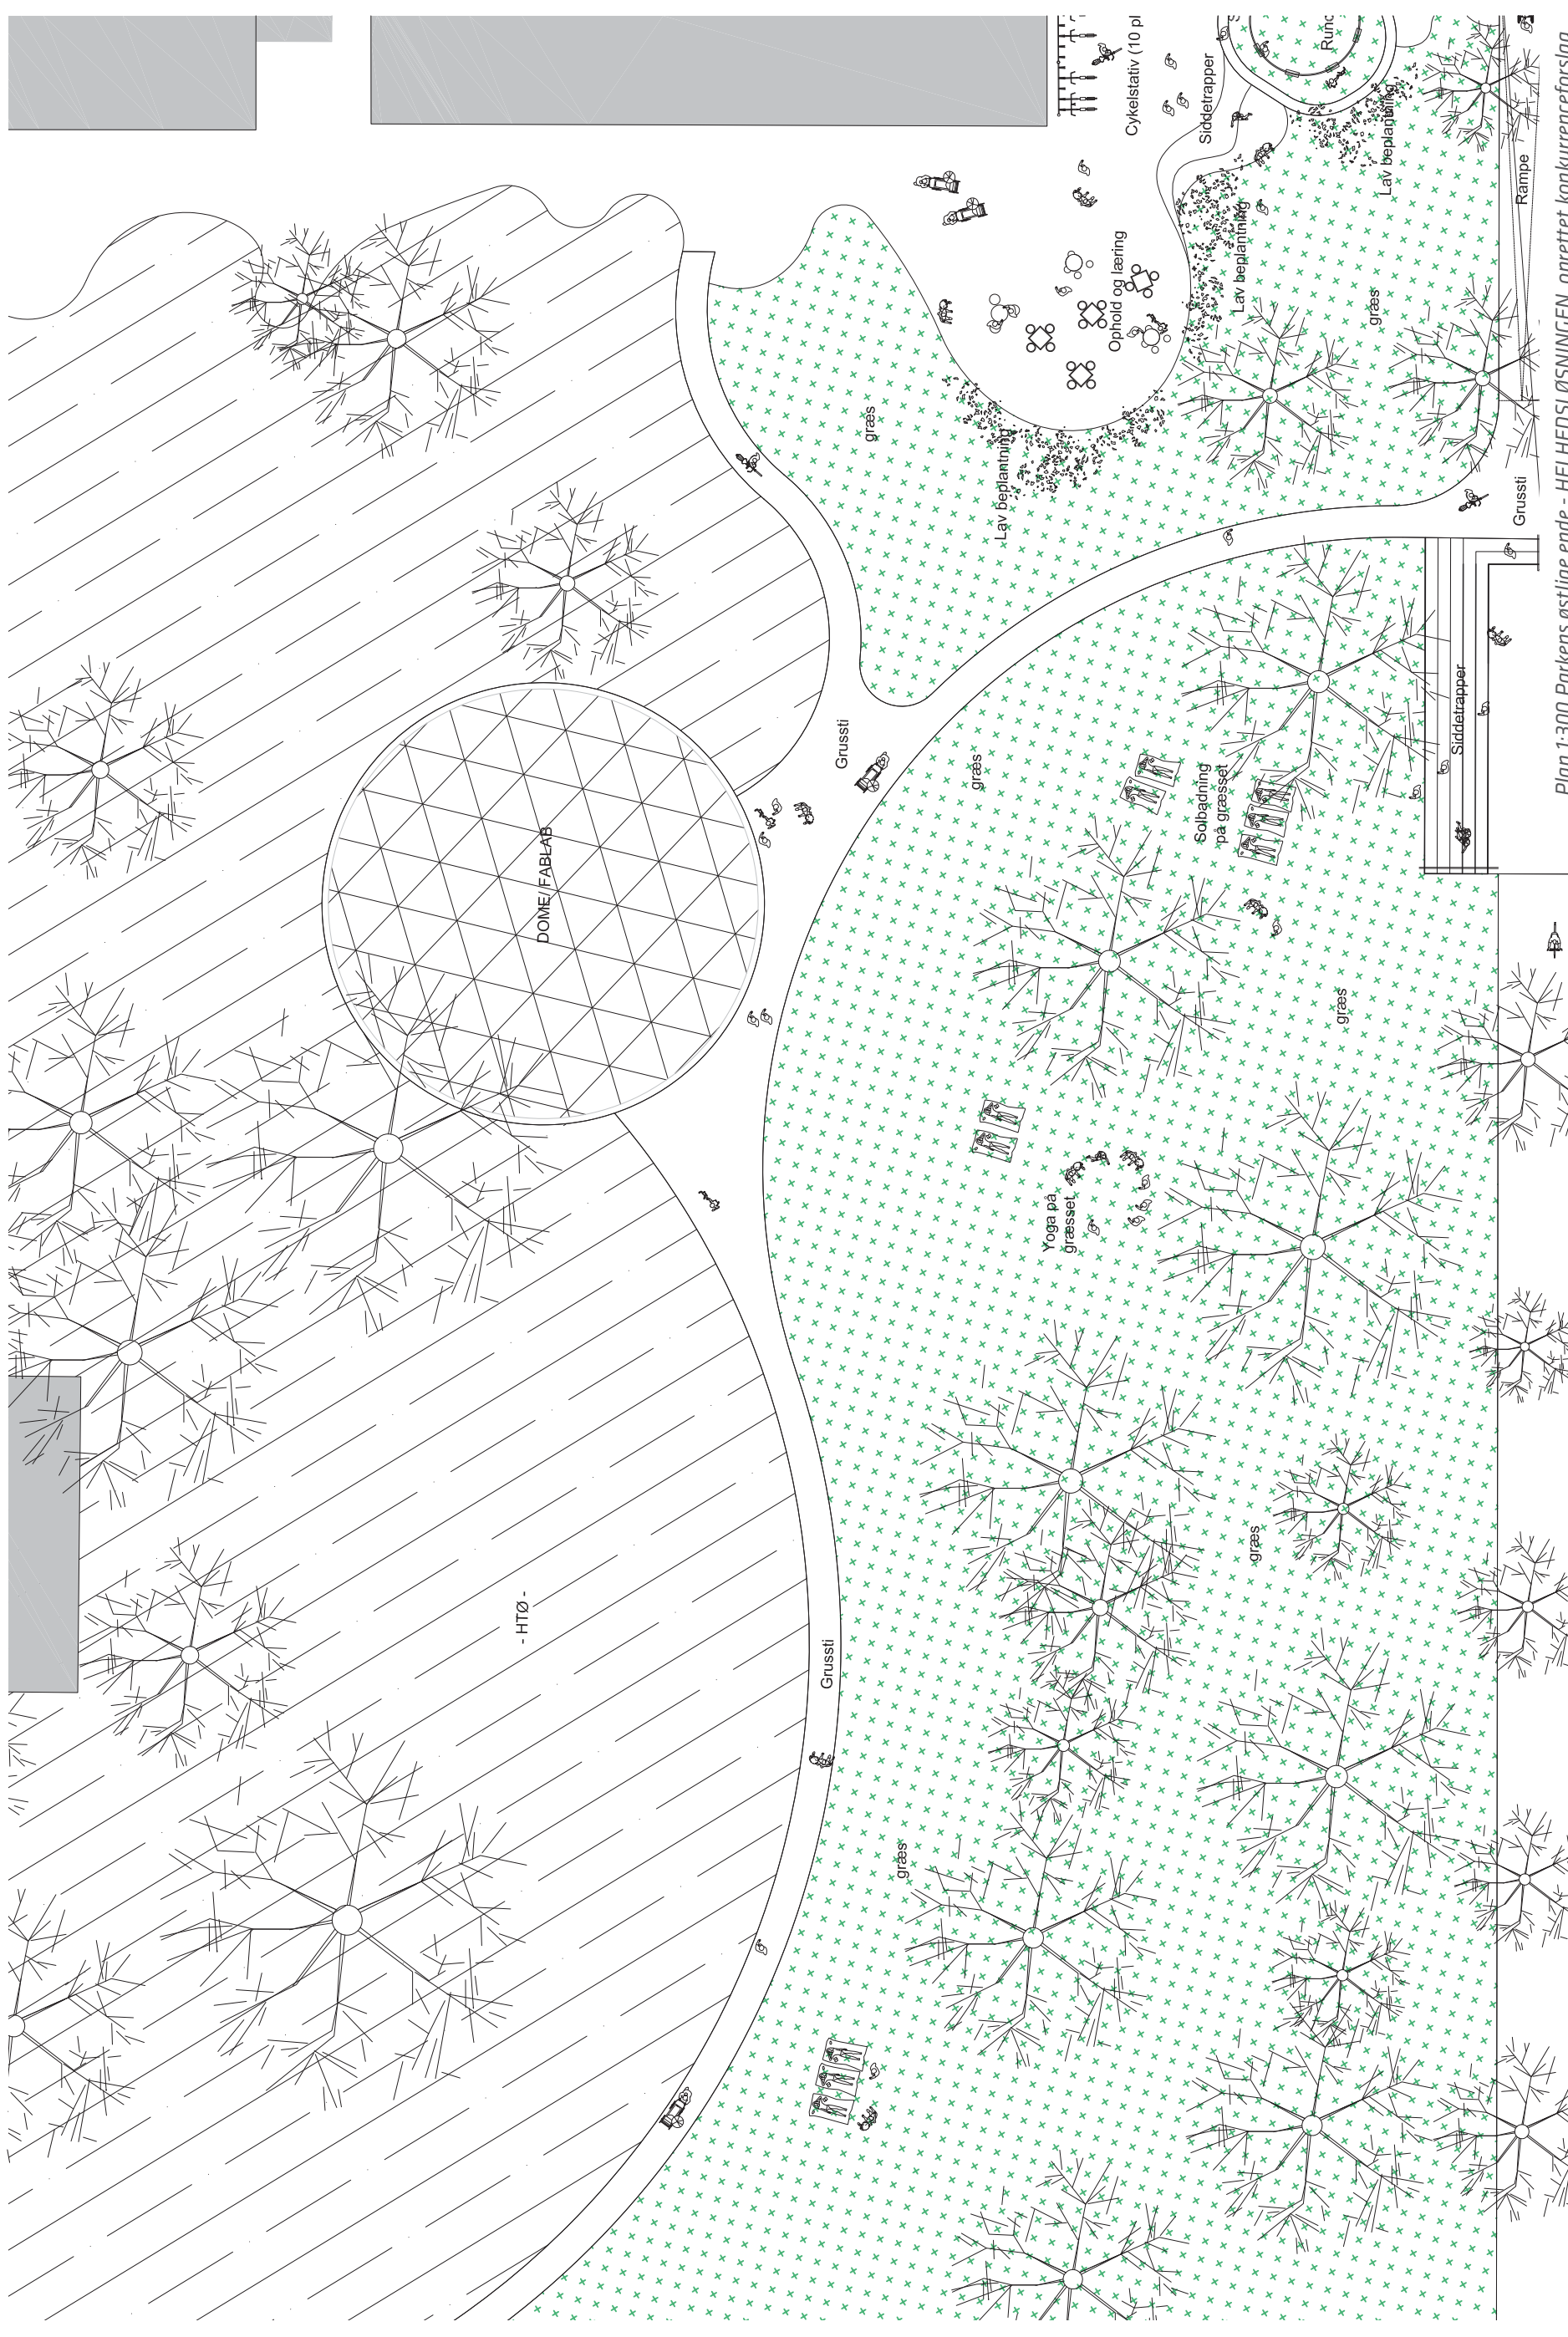 Cykelstativ (10 pl
Siddetrapper
Rund
Lav beplantning
Rampe
Lav beplantning
græs
Ophold og læring
græs
Lav beplantning
Grussti
Plan 1:300 Parkens østlige ende - HELHEDSLØSNINGEN, oprettet konkurrenceforslag
Siddetrapper
Grussti
græs
Solbadning
på græsset
DOME/ FABLAB
græs
Yoga på
græsset
græs
- HTØ -
Grussti
græs